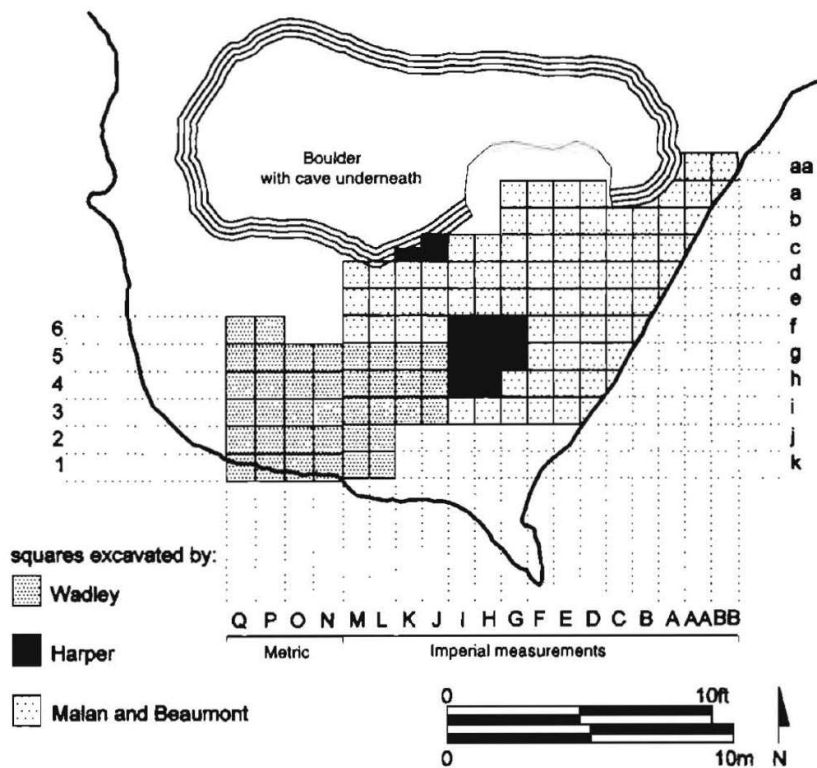 Boulder
with cave underneath
aa
a
b
c
d
e
6 f
5 g
4 h
3 i
2 j
1 k
squares excavated by:
Wadley
Harper
Malan and Beaumont
Q P O N M L K J I H G F E D C B A AA BB
Metric Imperial measurements
0 10ft
0 10m N